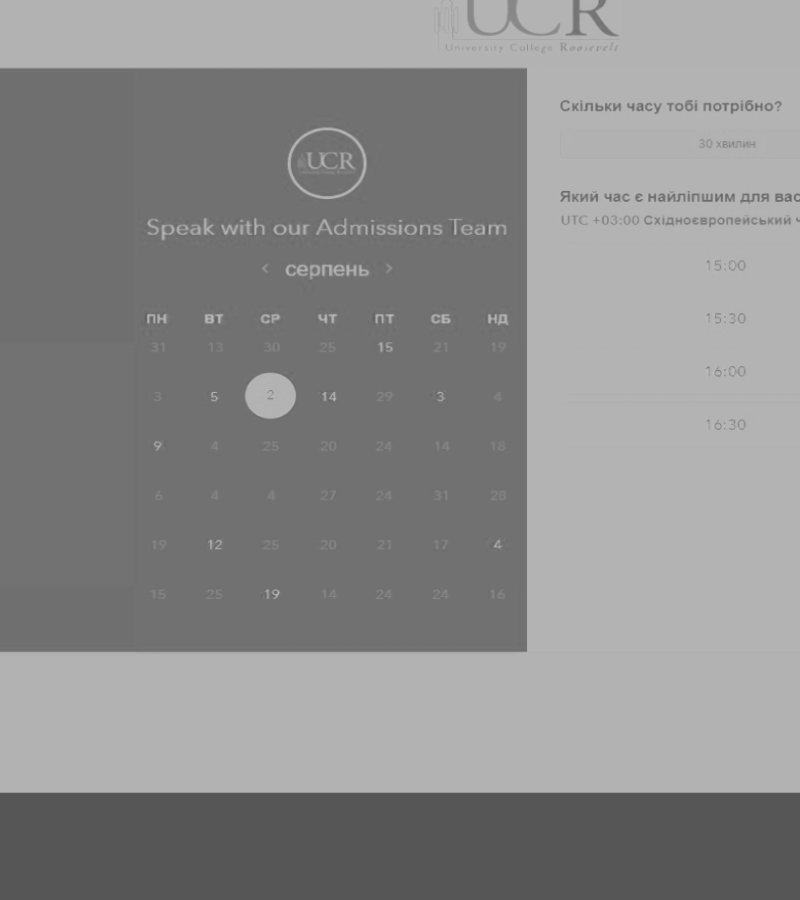 UCR
University College Roosevelt
UCR
Speak with our Admissions Team
‹ серпень ›
ПН ВТ СР ЧТ ПТ СБ НД
31 13 30 25 15 21 19
3 5 2 14 29 3 4
9 4 25 20 24 14 18
6 4 4 27 24 31 28
19 12 25 20 21 17 4
15 25 19 14 24 24 16
Скільки часу тобі потрібно?
30 хвилин
Який час є найліпшим для вас
UTC +03:00 Східноєвропейський ч
15:00
15:30
16:00
16:30